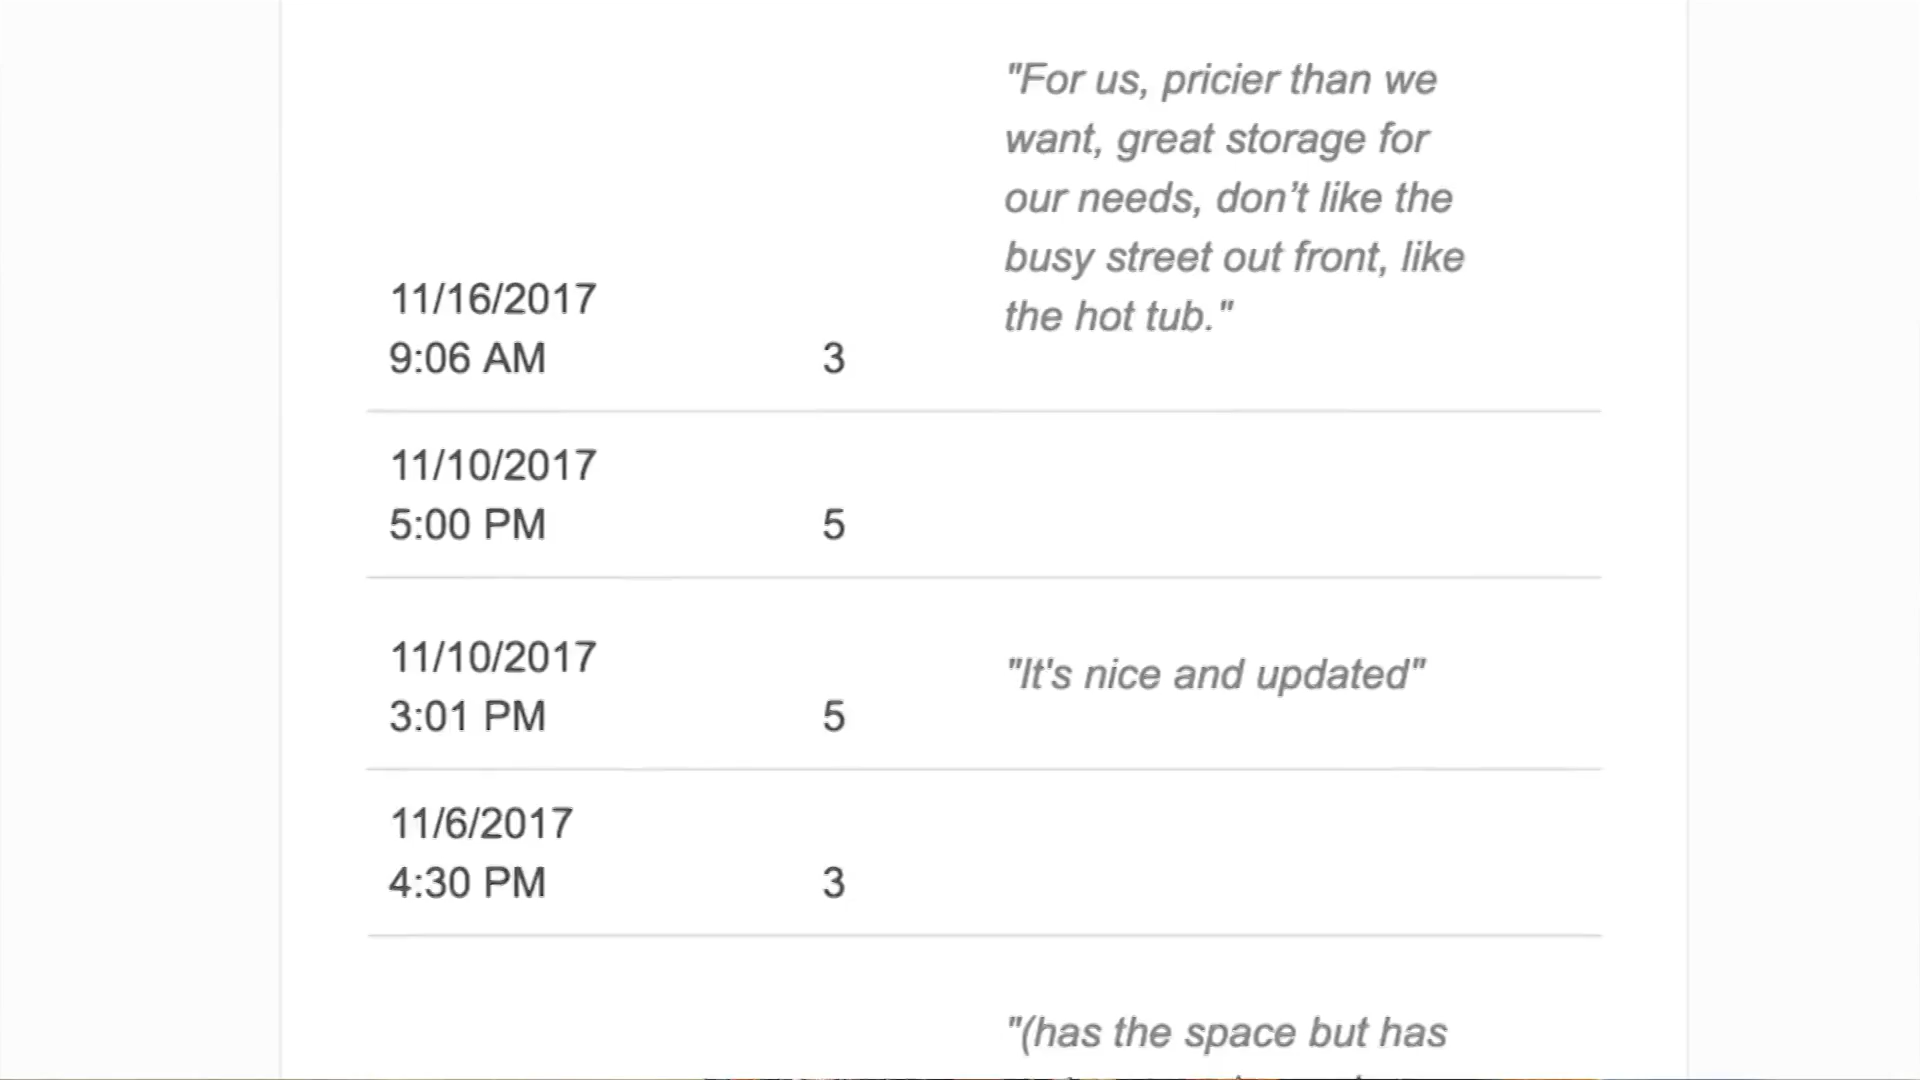 "For us, pricier than we
want, great storage for
our needs, don’t like the
busy street out front, like
the hot tub."
11/16/2017
9:06 AM 3
11/10/2017
5:00 PM 5
11/10/2017
3:01 PM 5
"It's nice and updated"
11/6/2017
4:30 PM 3
"(has the space but has